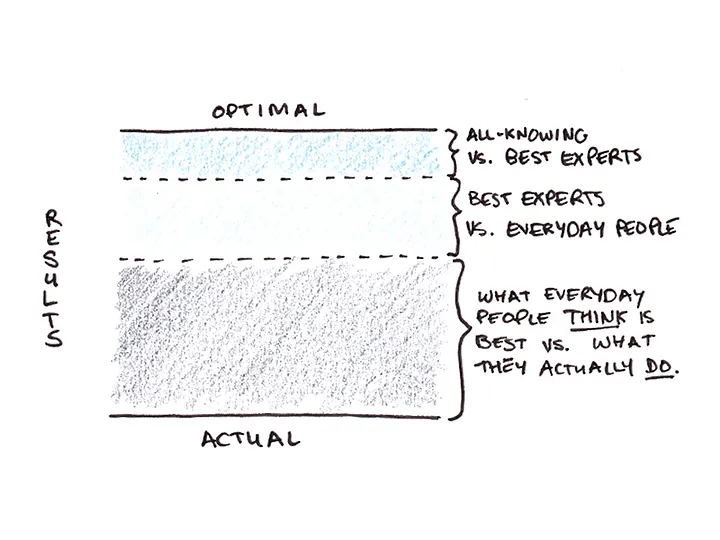 OPTIMAL
ALL-KNOWING
VS. BEST EXPERTS
BEST EXPERTS
VS. EVERYDAY PEOPLE
RESULTS
WHAT EVERYDAY
PEOPLE THINK IS
BEST VS. WHAT
THEY ACTUALLY DO.
ACTUAL